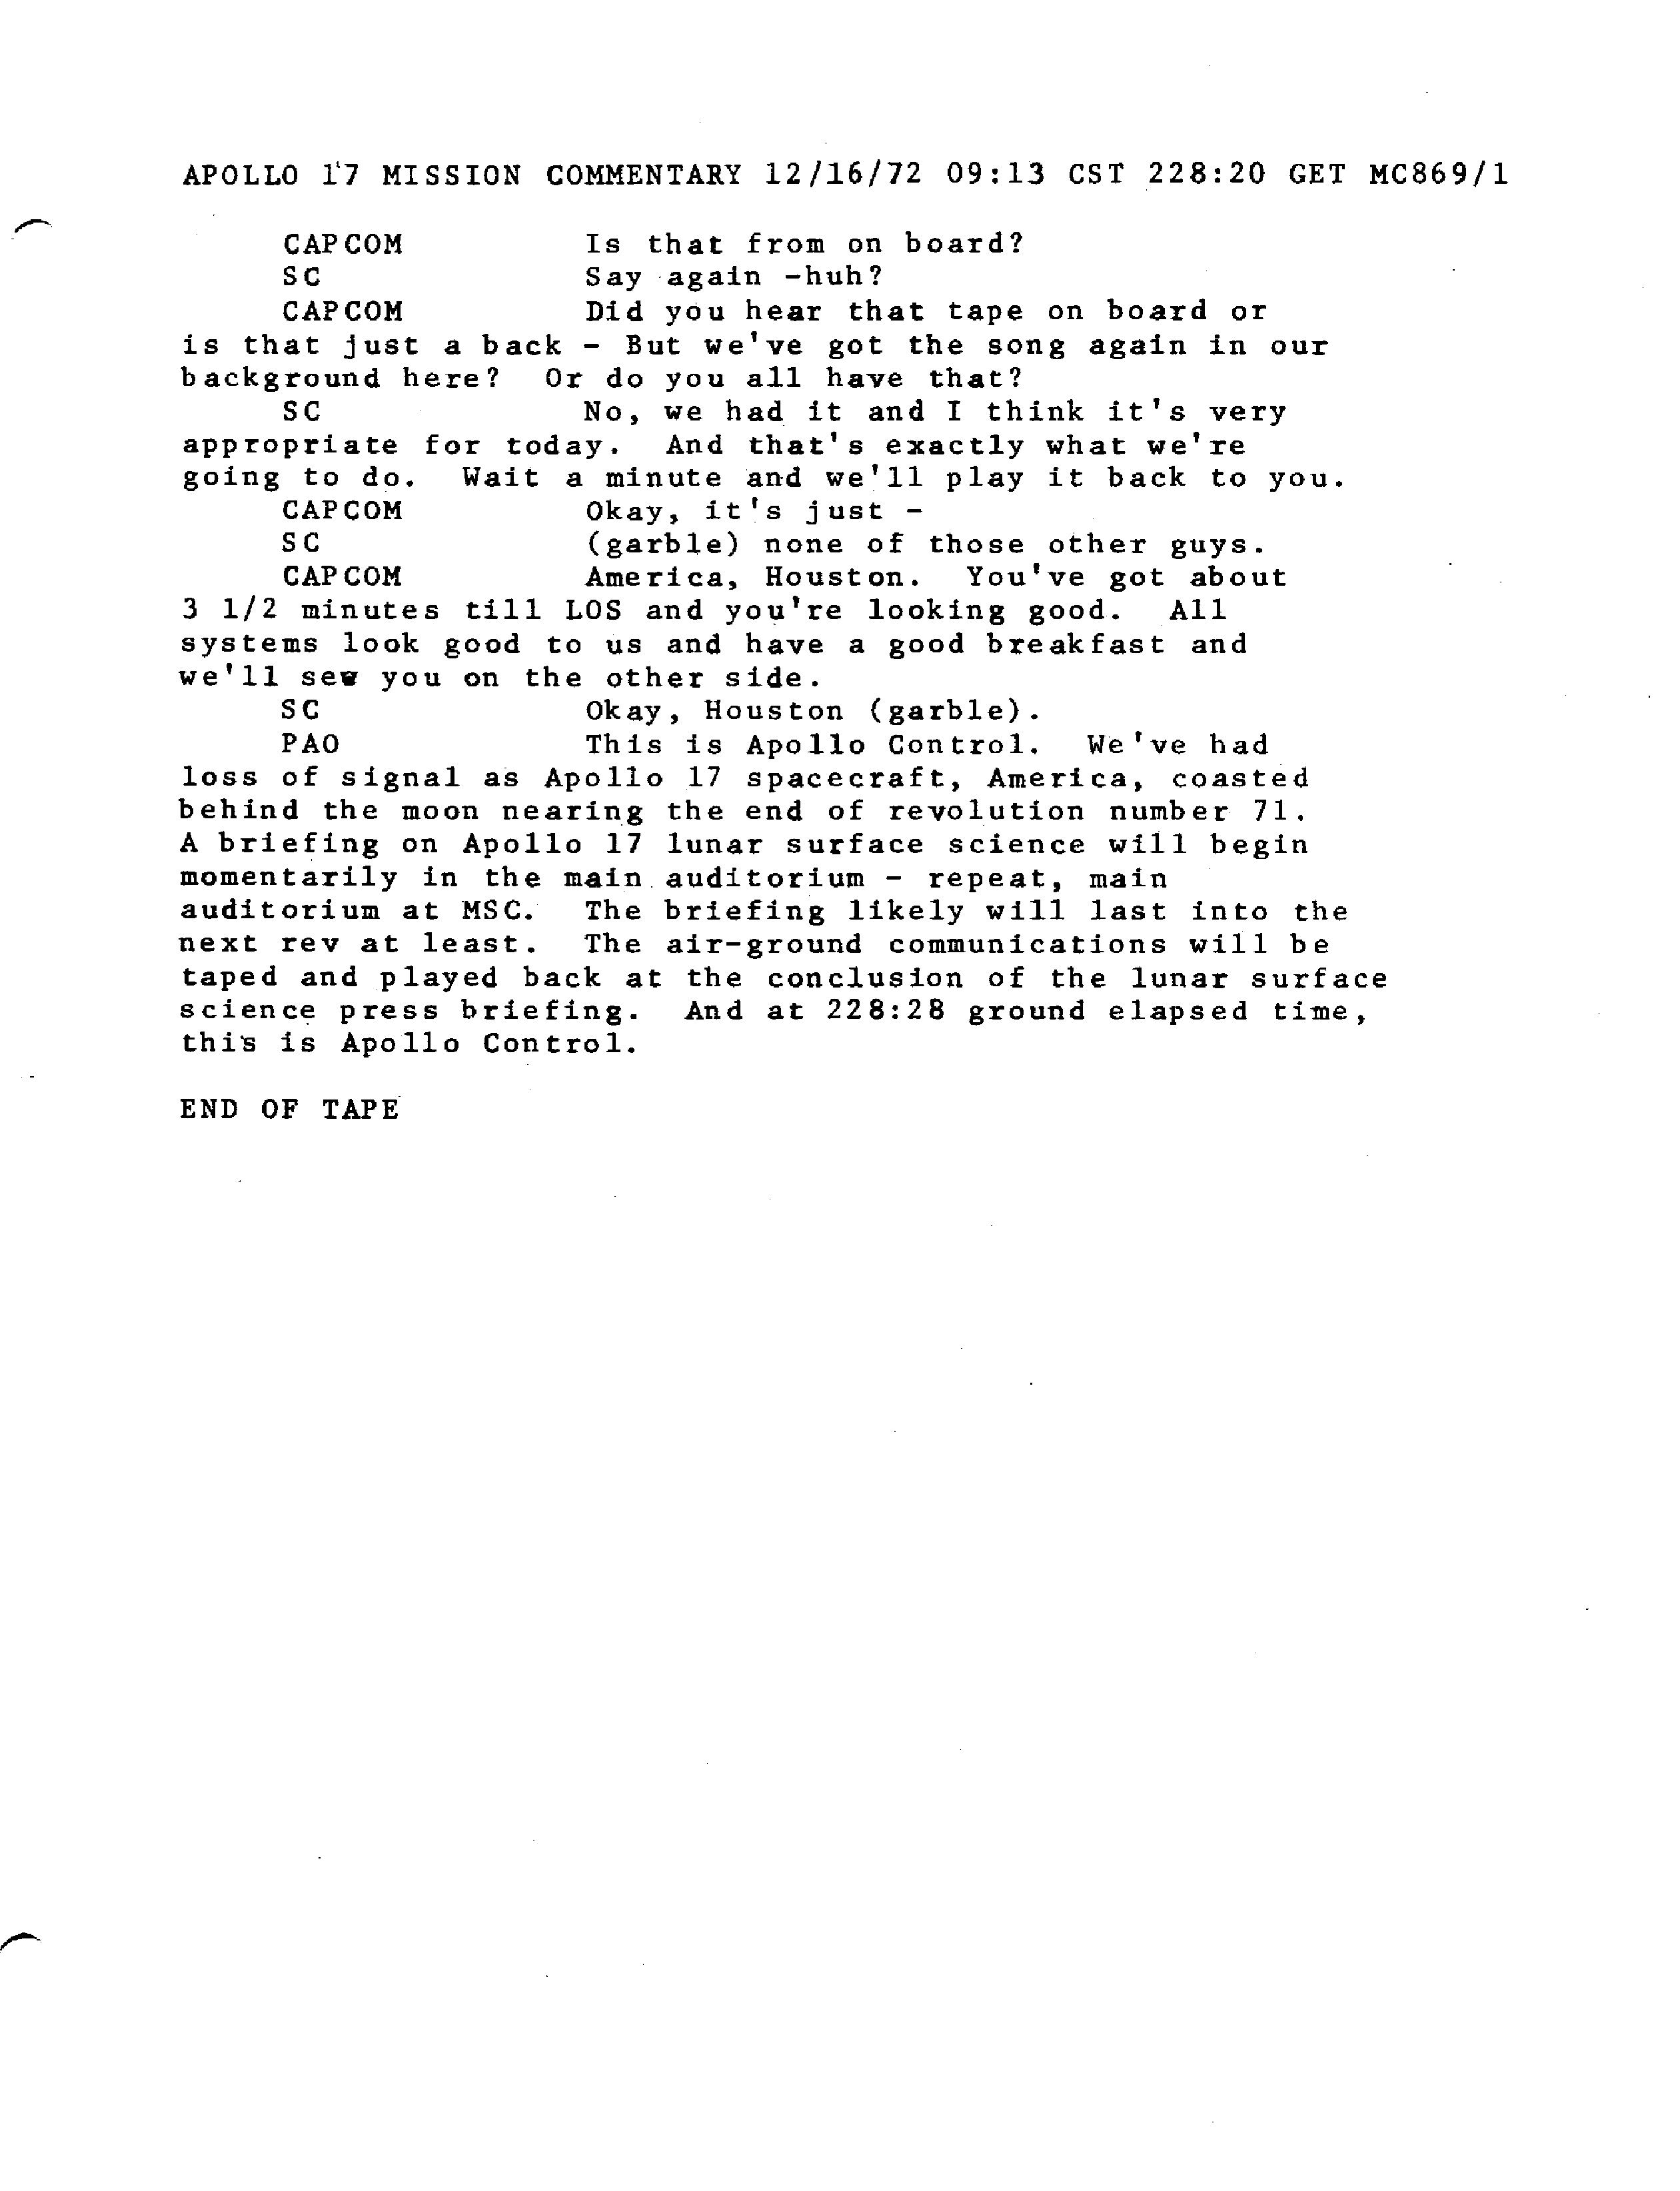 APOLLO 17 MISSION COMMENTARY 12/16/72 09:13 CST 228:20 GET MC869/1
CAPCOM Is that from on board?
SC Say again -huh?
CAPCOM Did you hear that tape on board or
is that just a back - But we've got the song again in our
background here? Or do you all have that?
SC No, we had it and I think it's very
appropriate for today. And that's exactly what we're
going to do. Wait a minute and we'll play it back to you.
CAPCOM Okay, it's just -
SC (garble) none of those other guys.
CAPCOM America, Houston. You've got about
3 1/2 minutes till LOS and you're looking good. All
systems look good to us and have a good breakfast and
we'll sew you on the other side.
SC Okay, Houston (garble).
PAO This is Apollo Control. We've had
loss of signal as Apollo 17 spacecraft, America, coasted
behind the moon nearing the end of revolution number 71.
A briefing on Apollo 17 lunar surface science will begin
momentarily in the main auditorium - repeat, main
auditorium at MSC. The briefing likely will last into the
next rev at least. The air-ground communications will be
taped and played back at the conclusion of the lunar surface
science press briefing. And at 228:28 ground elapsed time,
this is Apollo Control.
END OF TAPE